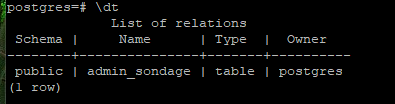 postgres=# \dt
List of relations
Schema | Name | Type | Owner
--------+---------------+-------+----------
public | admin_sondage | table | postgres
(1 row)